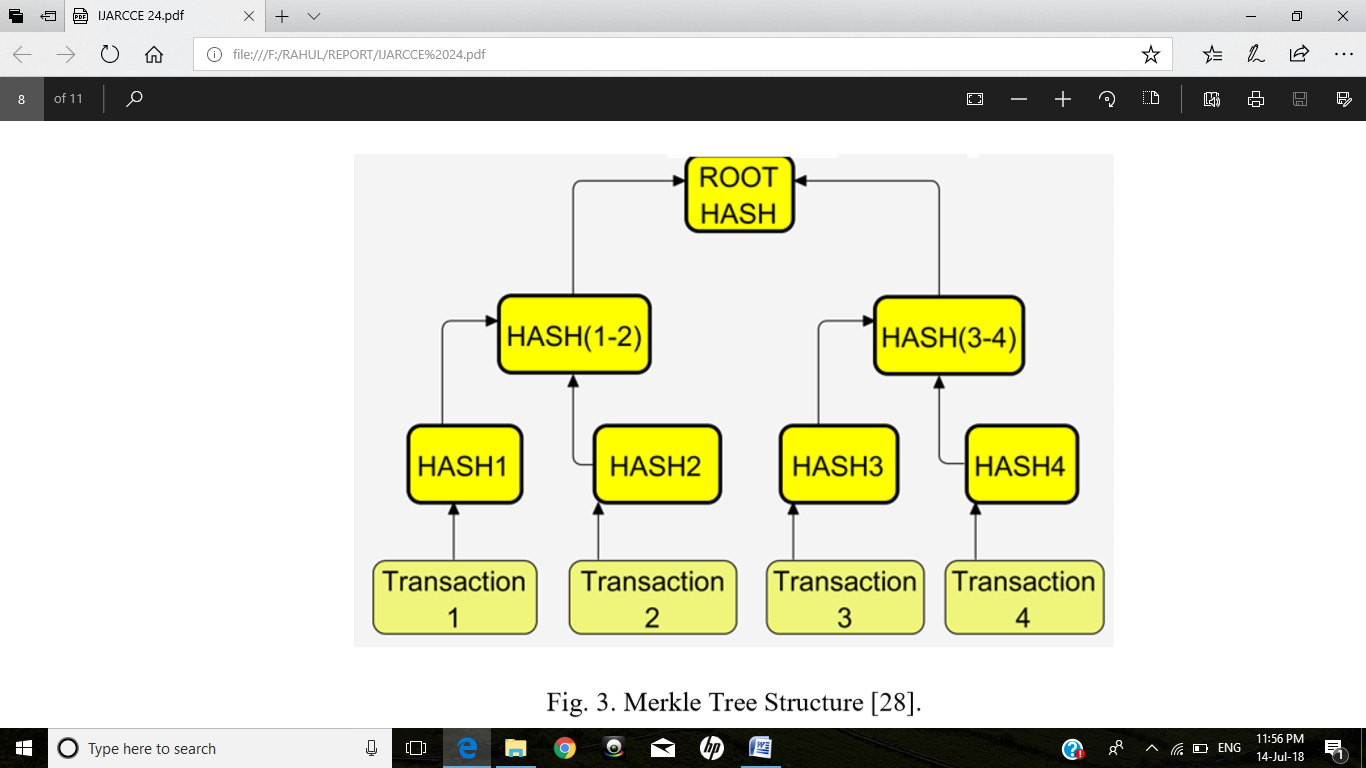 IJARCCE 24.pdf
file:///F:/RAHUL/REPORT/IJARCCE%2024.pdf
8 of 11
ROOT
HASH
HASH(1-2)
HASH(3-4)
HASH1
HASH2
HASH3
HASH4
Transaction
1
Transaction
2
Transaction
3
Transaction
4
Fig. 3. Merkle Tree Structure [28].
Type here to search
ENG
11:56 PM
14-Jul-18
1